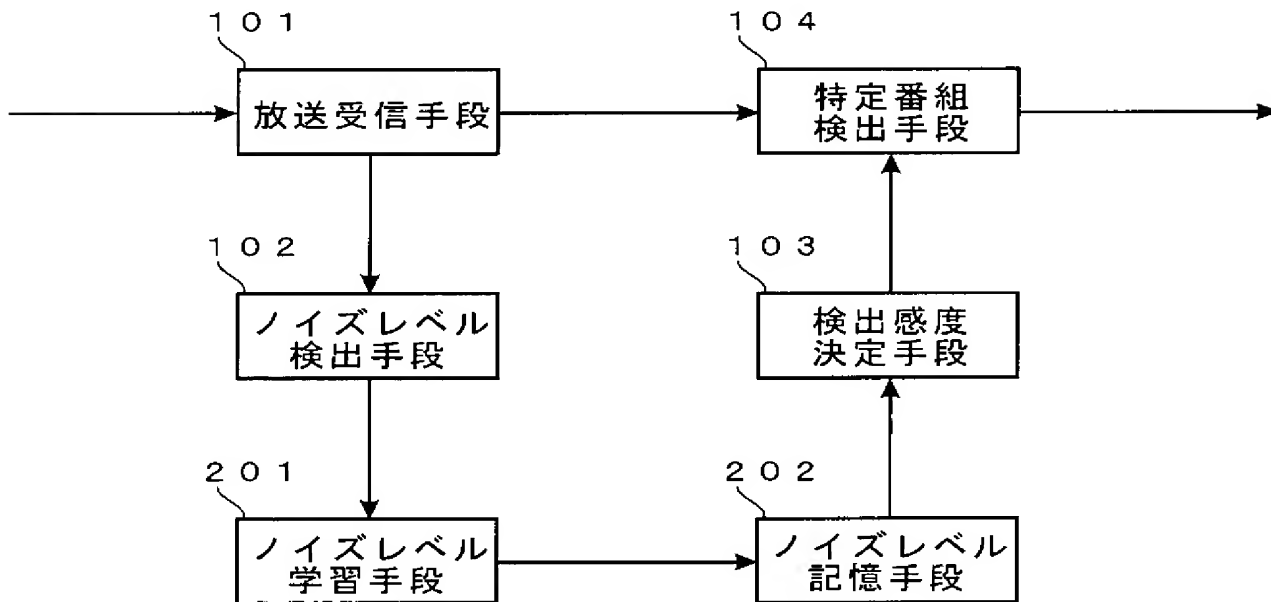 101
放送受信手段
104
特定番組
検出手段
102
ノイズレベル
検出手段
103
検出感度
決定手段
201
ノイズレベル
学習手段
202
ノイズレベル
記憶手段